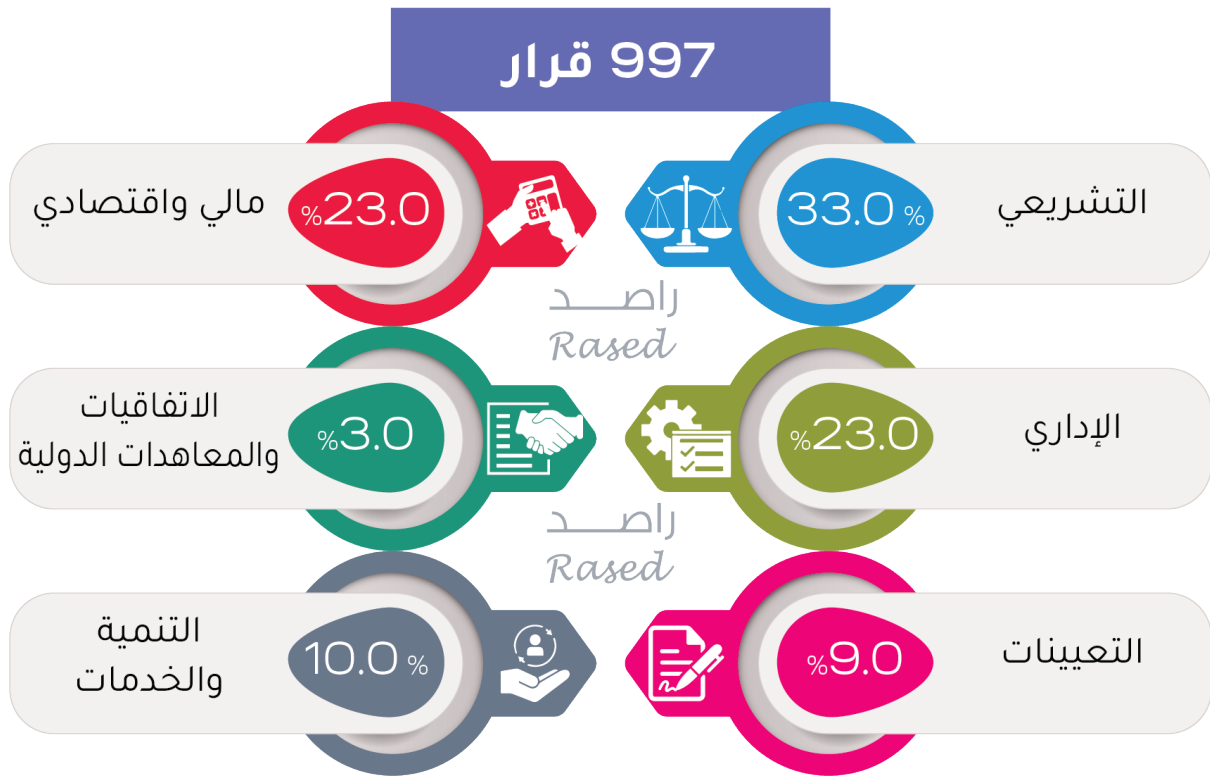 997 قرار
التشريعي
33.0 %
مالي واقتصادي
%23.0
راصد
Rased
الإداري
%23.0
الاتفاقيات
والمعاهدات الدولية
%3.0
راصد
Rased
التعيينات
%9.0
التنمية
والخدمات
10.0 %